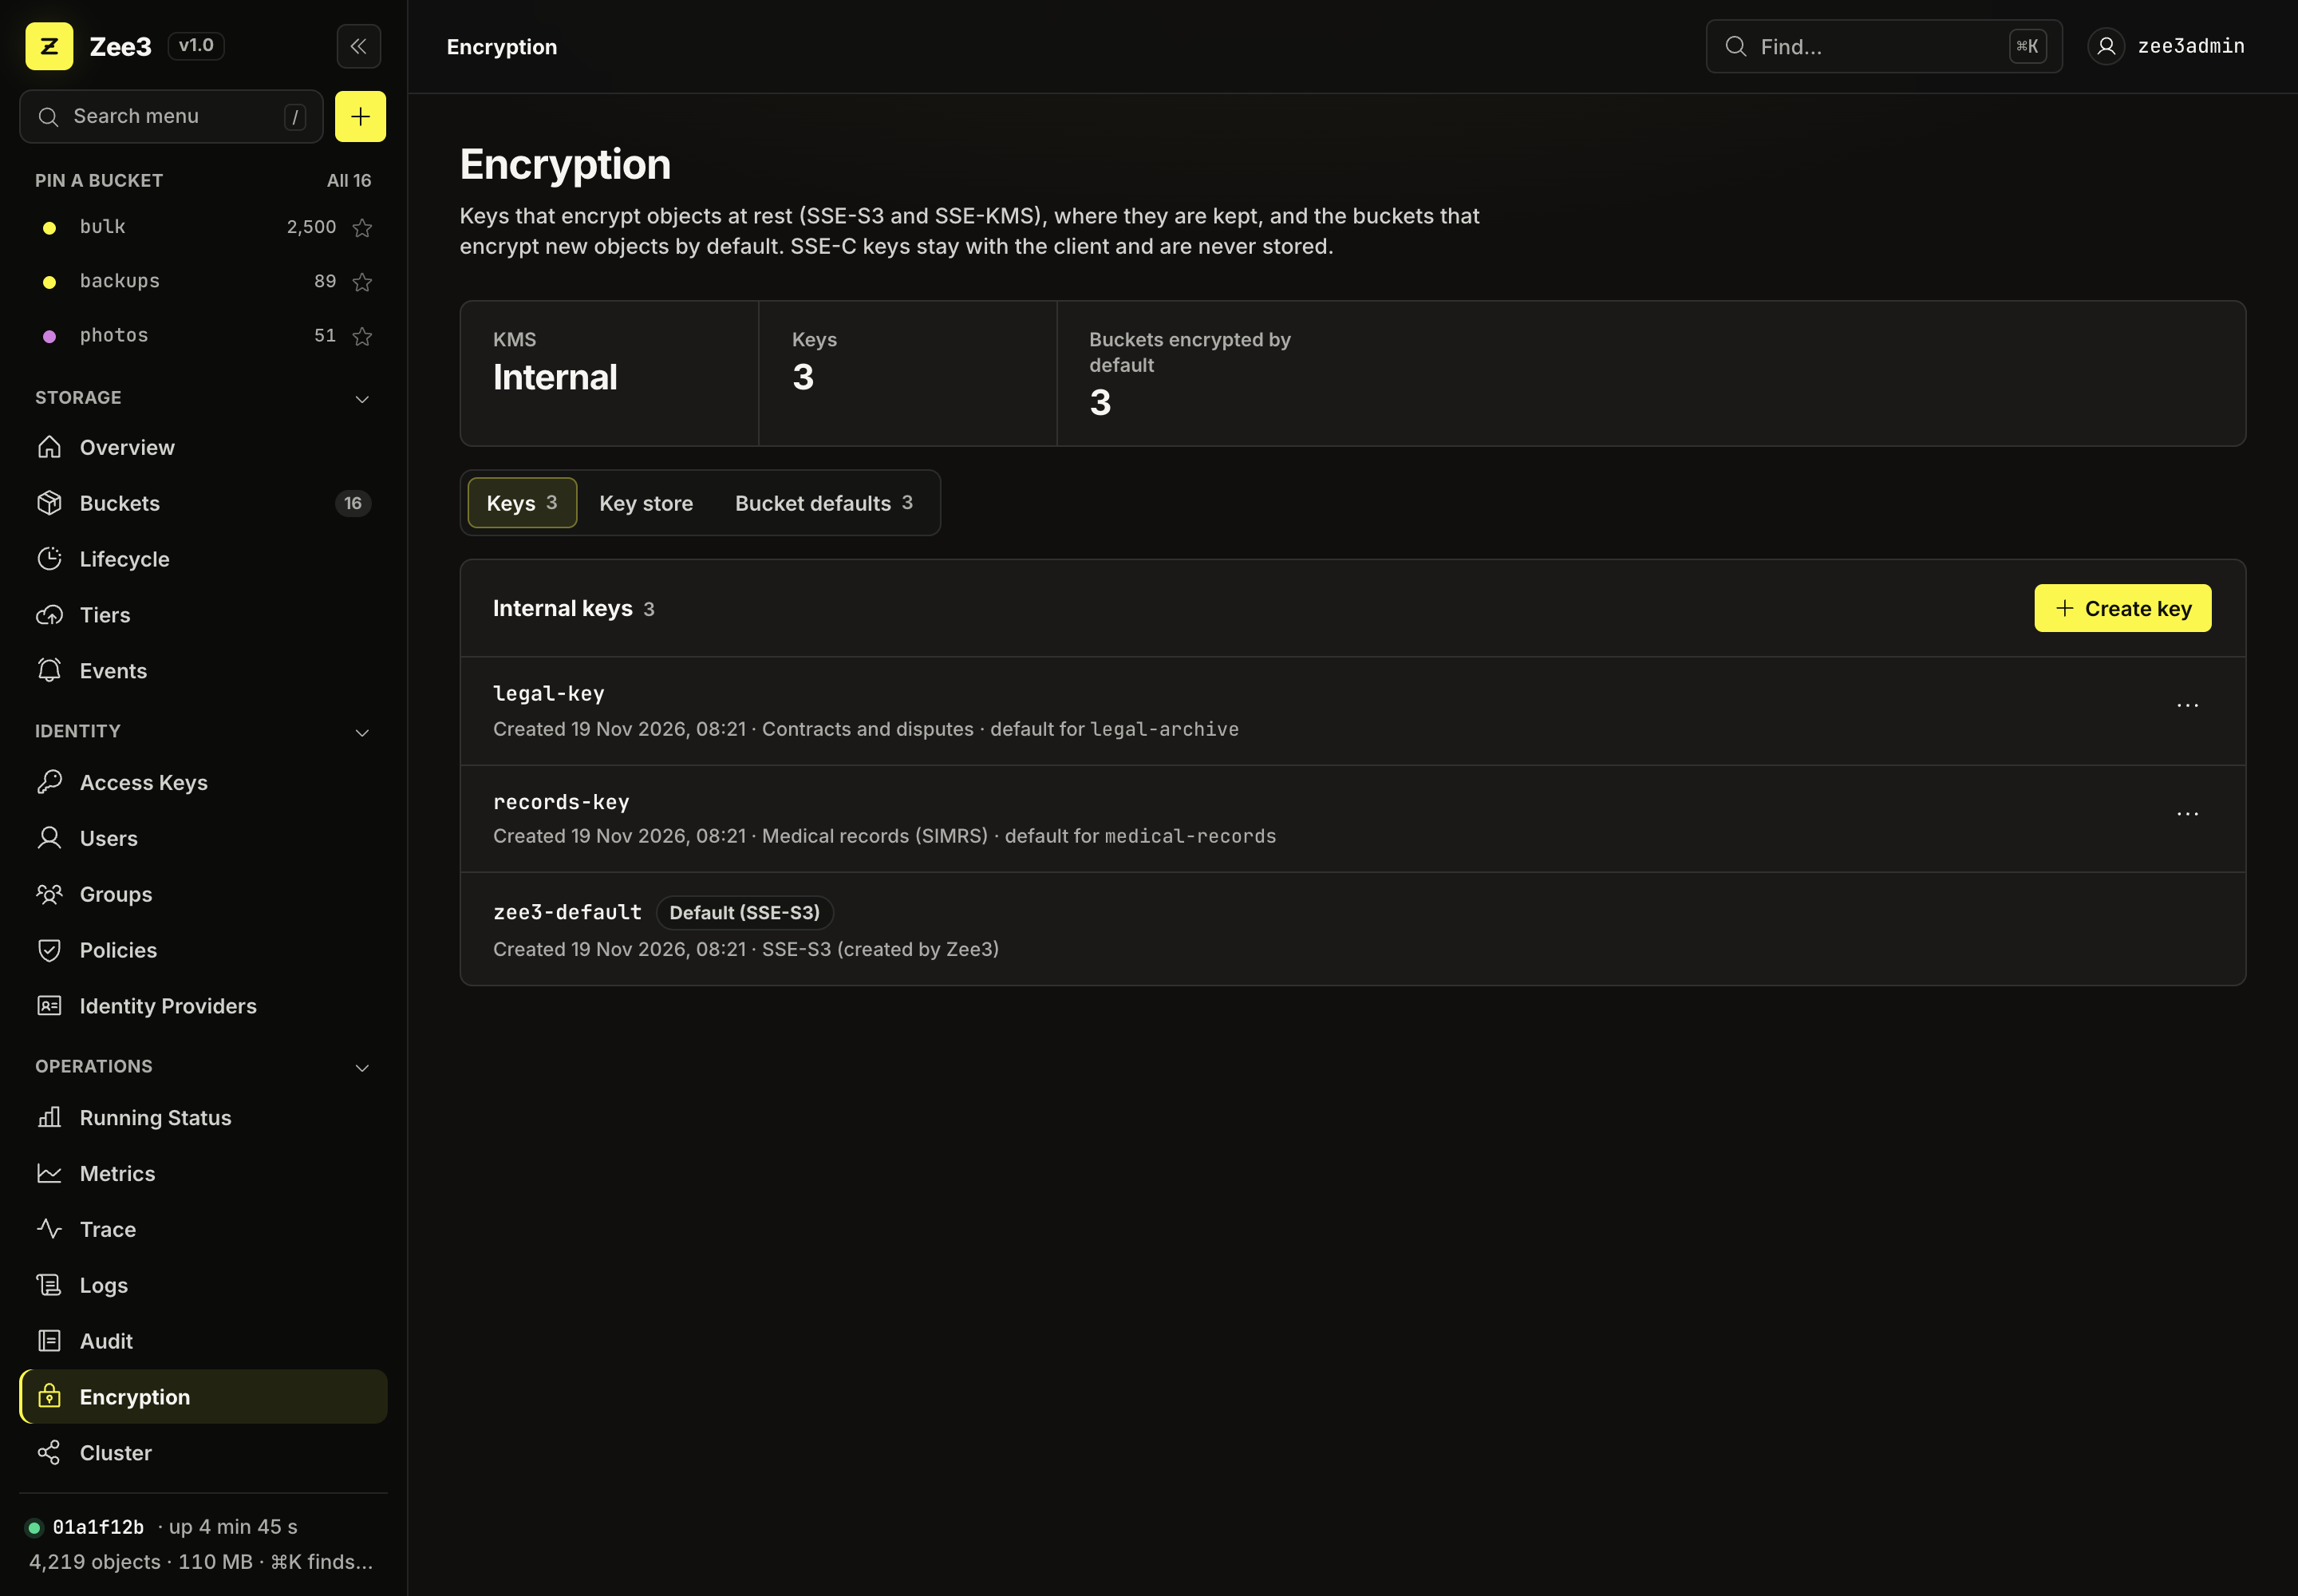 Zee3 v1.0
Search menu /
PIN A BUCKET All 16
bulk 2,500
backups 89
photos 51
STORAGE
Overview
Buckets 16
Lifecycle
Tiers
Events
IDENTITY
Access Keys
Users
Groups
Policies
Identity Providers
OPERATIONS
Running Status
Metrics
Trace
Logs
Audit
Encryption
Cluster
01a1f12b · up 4 min 45 s
4,219 objects · 110 MB · ⌘K finds...
Encryption
Find... ⌘K
zee3admin
Encryption
Keys that encrypt objects at rest (SSE-S3 and SSE-KMS), where they are kept, and the buckets that
encrypt new objects by default. SSE-C keys stay with the client and are never stored.
KMS
Internal
Keys
3
Buckets encrypted by
default
3
Keys 3
Key store
Bucket defaults 3
Internal keys 3
+ Create key
legal-key
Created 19 Nov 2026, 08:21 · Contracts and disputes · default for legal-archive
records-key
Created 19 Nov 2026, 08:21 · Medical records (SIMRS) · default for medical-records
zee3-default Default (SSE-S3)
Created 19 Nov 2026, 08:21 · SSE-S3 (created by Zee3)